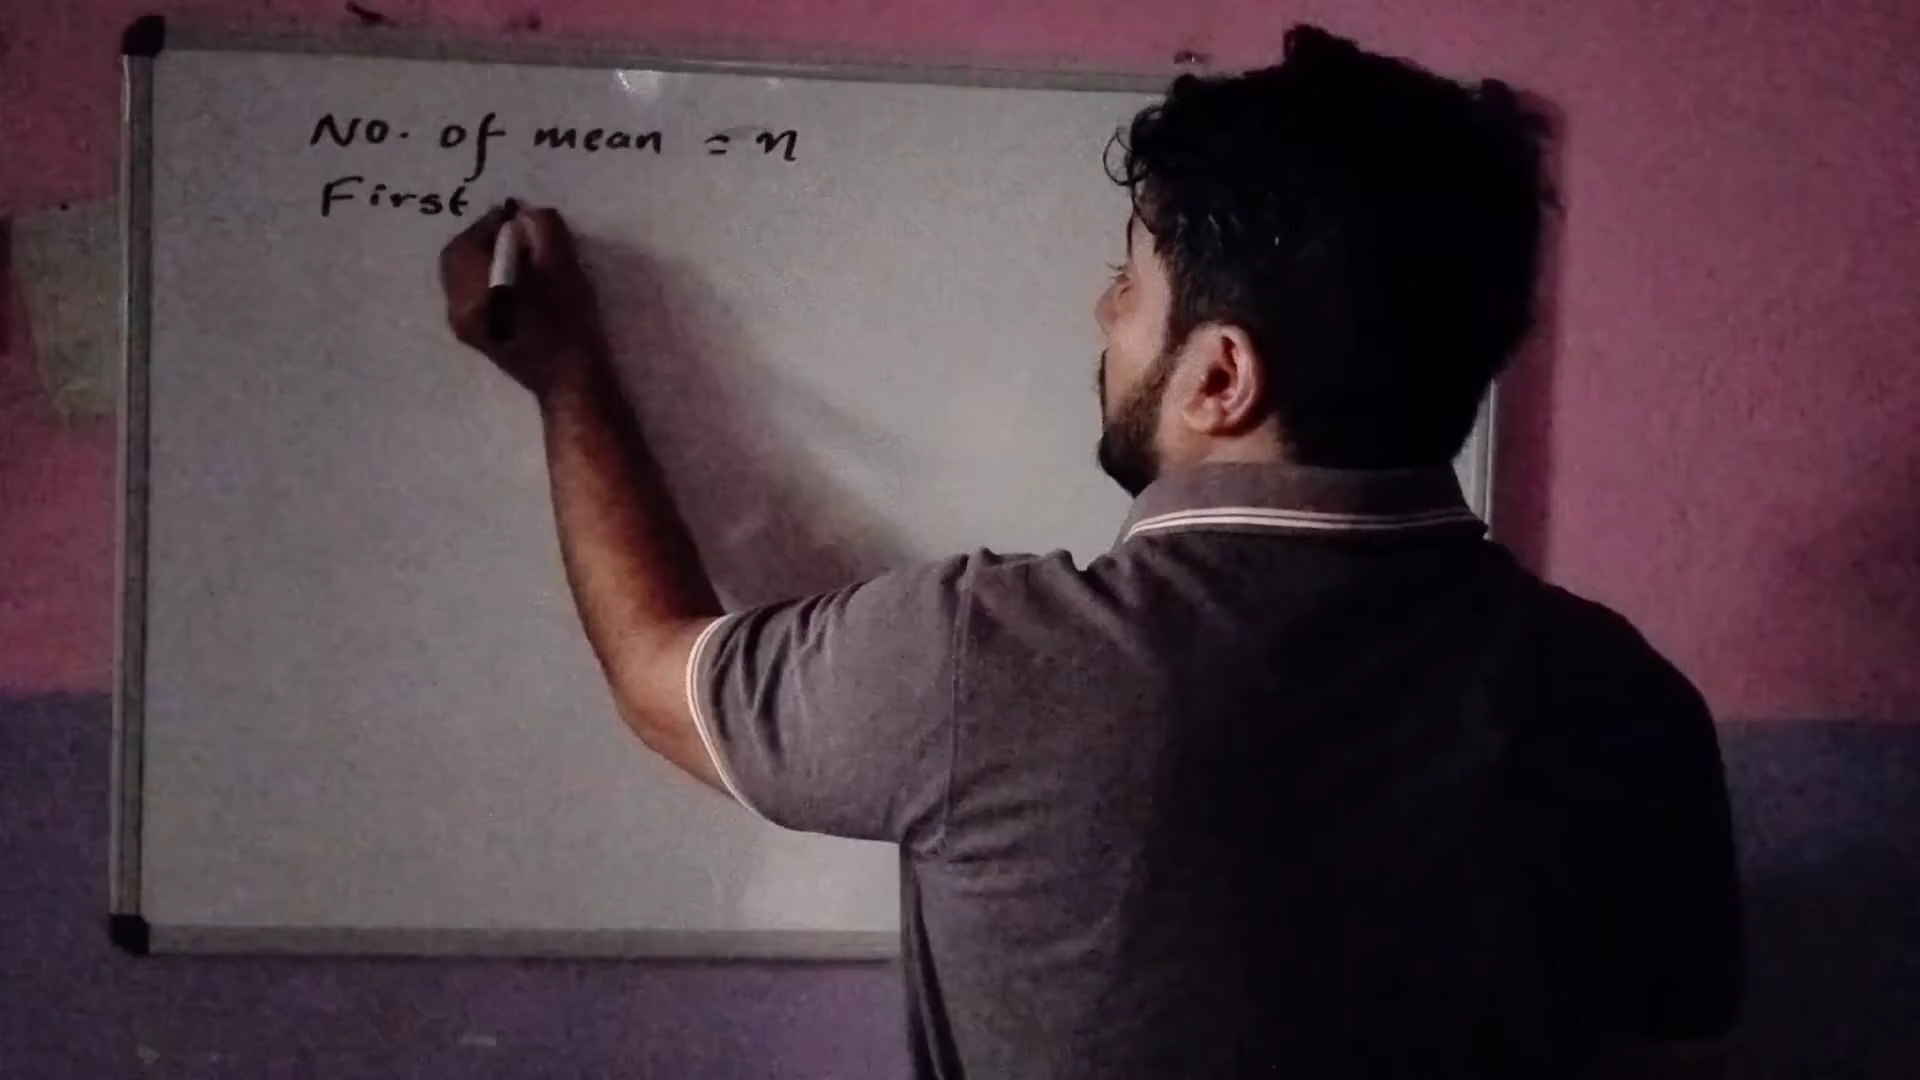 No. of mean = n
First